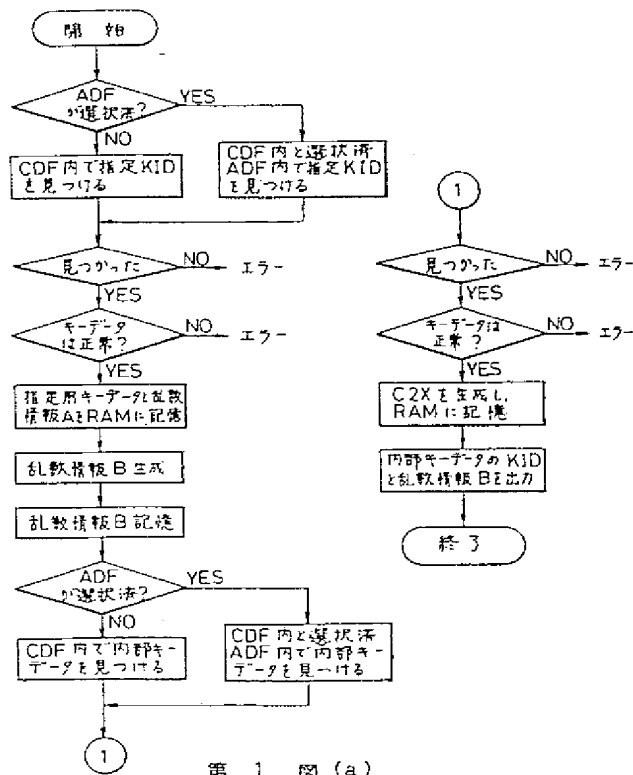 開始
ADF
が選択済?
YES
NO
CDF内で指定KID
を見つける
CDF内と選択済
ADF内で指定KID
を見つける
見つかった
NO
エラー
YES
キーデータ
は正常?
NO
エラー
YES
指定用キーデータと乱数
情報AをRAMに記憶
乱数情報B生成
乱数情報B記憶
ADF
が選択済?
YES
NO
CDF内で内部キー
データを見つける
CDF内と選択済
ADF内で内部キー
データを見つける
1
1
見つかった
NO
エラー
YES
キーデータは
正常?
NO
エラー
YES
C2Xを生成し,
RAMに記憶
内部キーデータのKID
と乱数情報Bを出力
終了
第1図(a)